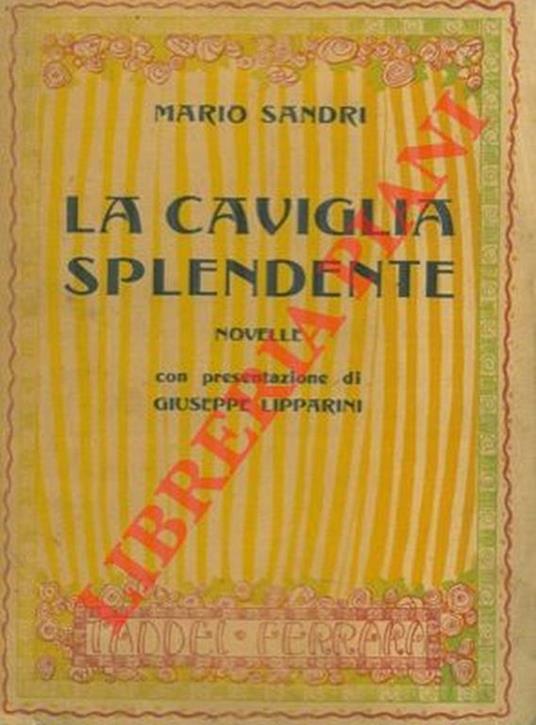 MARIO SANDRI
LA CAVIGLIA
SPLENDENTE
NOVELLE
con presentazione di
GIUSEPPE LIPPARINI
TADDEI · FERRARA
LIBRERIA PIANI